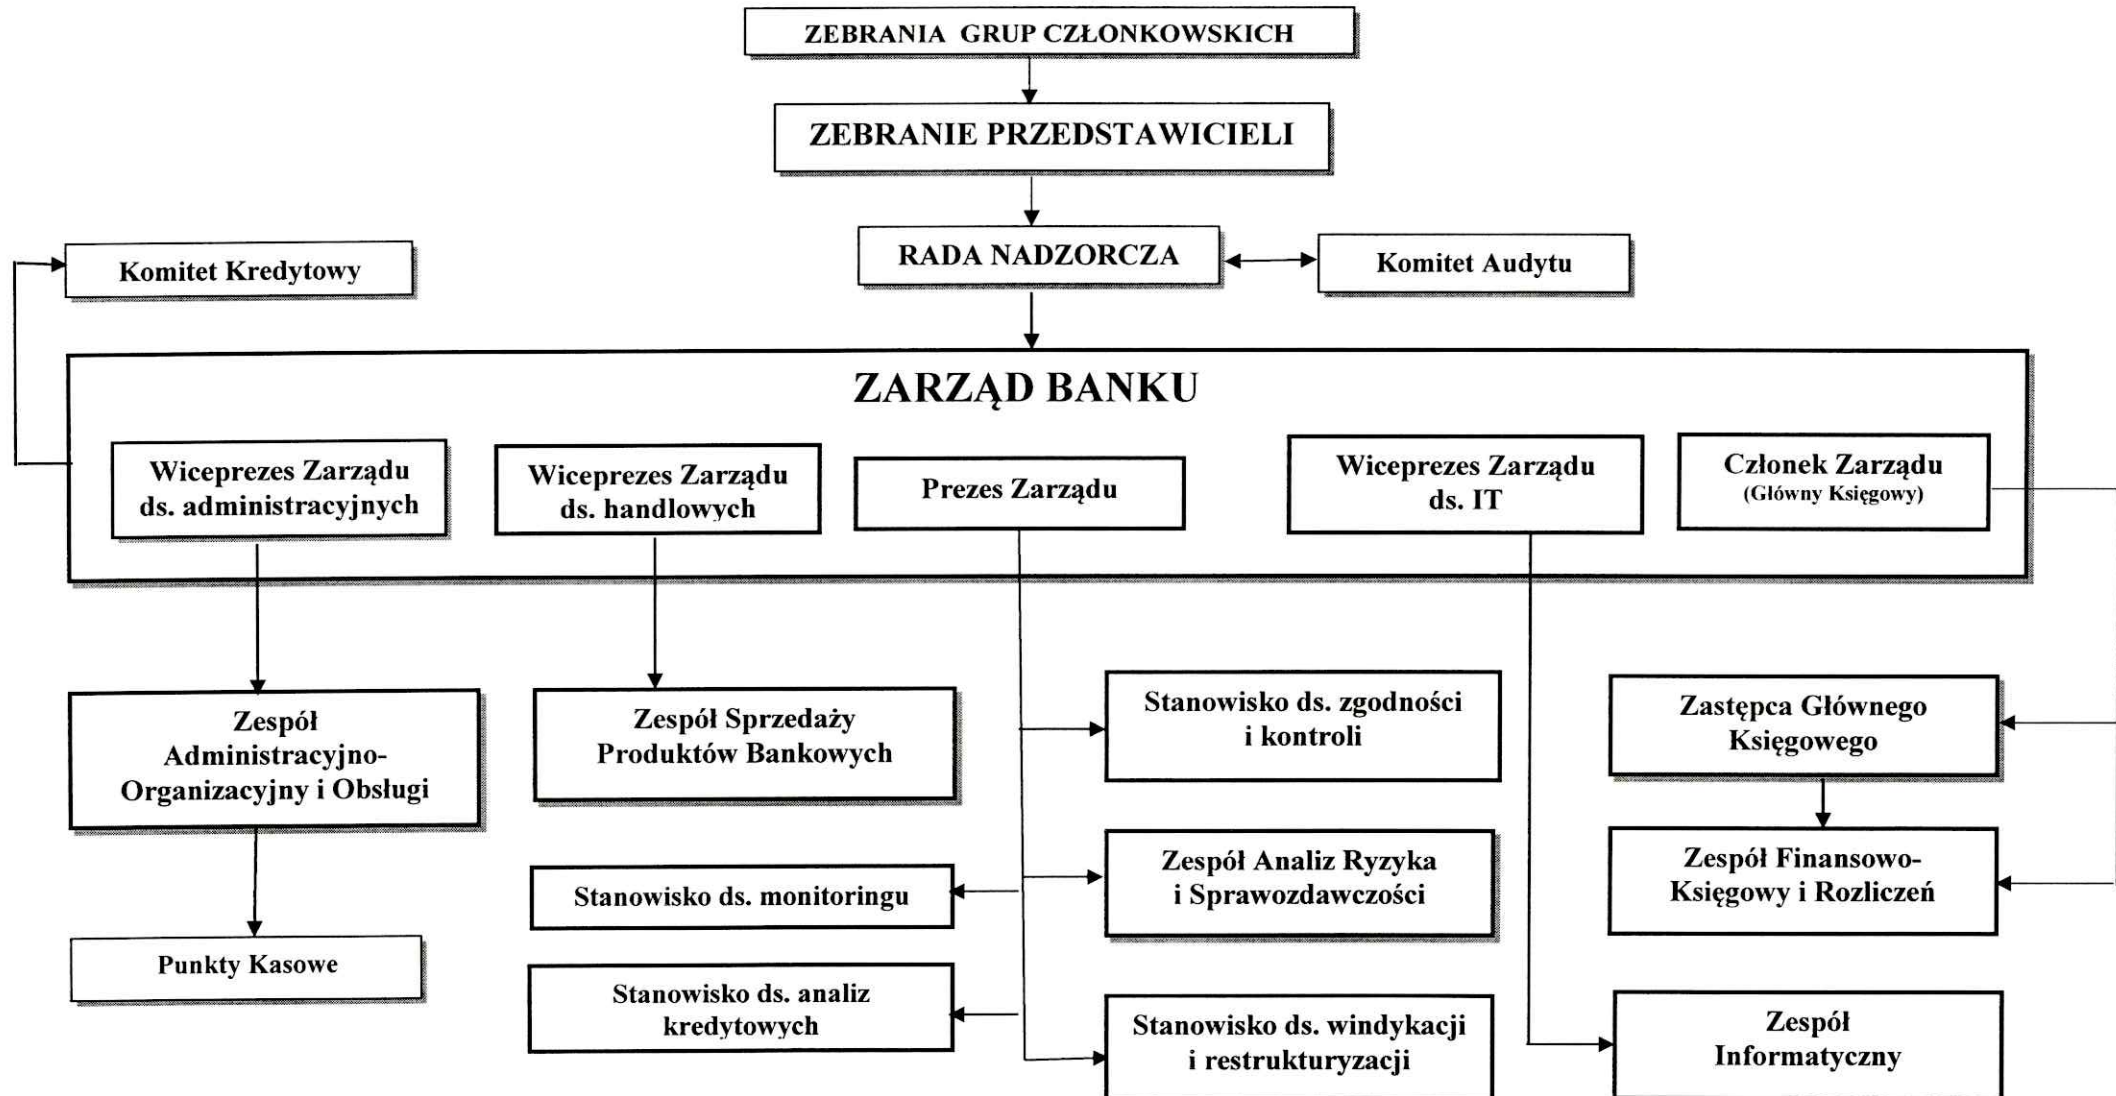 ZEBRANIA GRUP CZŁONKOWSKICH
ZEBRANIE PRZEDSTAWICIELI
RADA NADZORCZA
Komitet Audytu
Komitet Kredytowy
ZARZĄD BANKU
Wiceprezes Zarządu
ds. administracyjnych
Wiceprezes Zarządu
ds. handlowych
Prezes Zarządu
Wiceprezes Zarządu
ds. IT
Członek Zarządu
(Główny Księgowy)
Zespół
Administracyjno-
Organizacyjny i Obsługi
Zespół Sprzedaży
Produktów Bankowych
Stanowisko ds. zgodności
i kontroli
Zastępca Głównego
Księgowego
Stanowisko ds. monitoringu
Zespół Analiz Ryzyka
i Sprawozdawczości
Zespół Finansowo-
Księgowy i Rozliczeń
Punkty Kasowe
Stanowisko ds. analiz
kredytowych
Stanowisko ds. windykacji
i restrukturyzacji
Zespół
Informatyczny